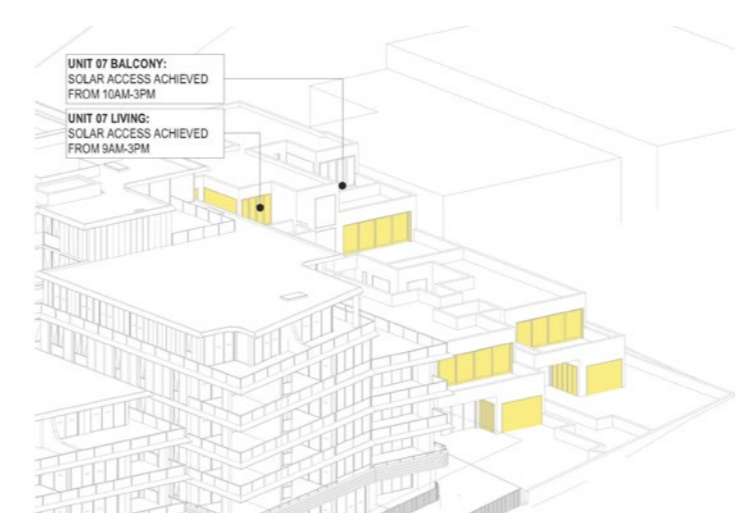 UNIT 07 BALCONY:
SOLAR ACCESS ACHIEVED
FROM 10AM-3PM
UNIT 07 LIVING:
SOLAR ACCESS ACHIEVED
FROM 9AM-3PM